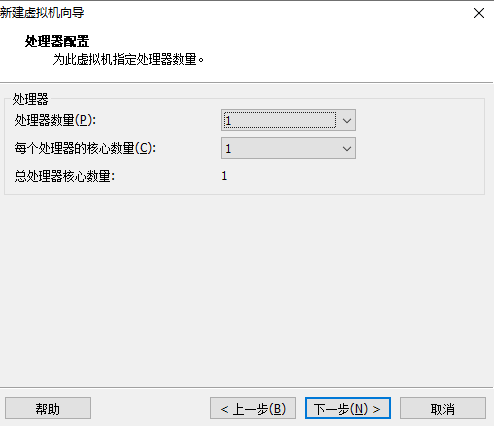 新建虚拟机向导
处理器配置
为此虚拟机指定处理器数量。
处理器
处理器数量(P): 1
每个处理器的核心数量(C): 1
总处理器核心数量: 1
帮助 < 上一步(B) 下一步(N) > 取消